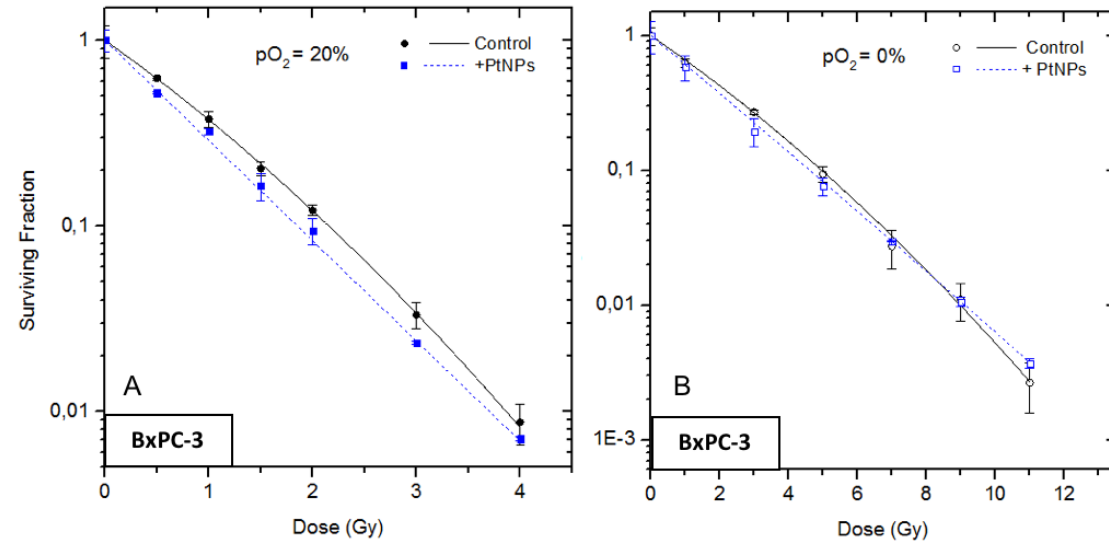 1
0,1
0,01
Surviving Fraction
pO2 = 20%
Control
+PtNPs
A
BxPC-3
0
1
2
3
4
Dose (Gy)
1
0,1
0,01
1E-3
pO2 = 0%
Control
+ PtNPs
B
BxPC-3
0
2
4
6
8
10
12
Dose (Gy)